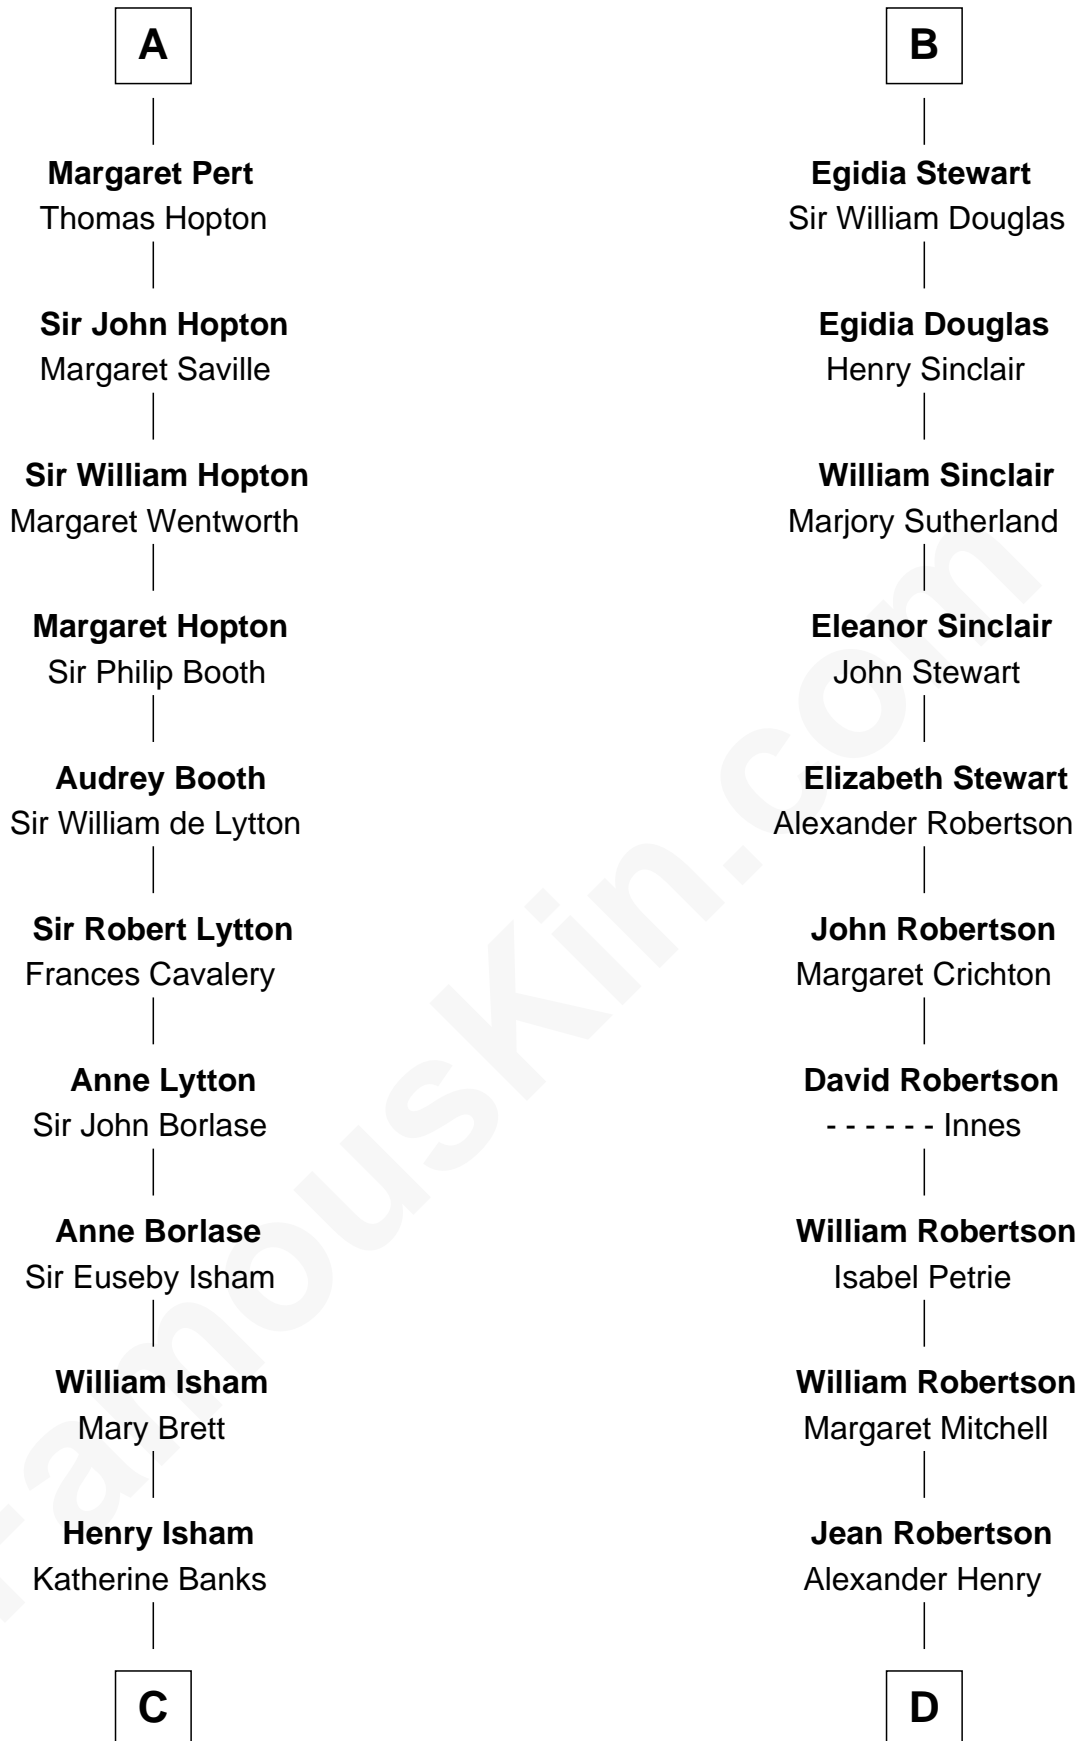 A
Margaret Pert
Thomas Hopton
Sir John Hopton
Margaret Saville
Sir William Hopton
Margaret Wentworth
Margaret Hopton
Sir Philip Booth
Audrey Booth
Sir William de Lytton
Sir Robert Lytton
Frances Cavalery
Anne Lytton
Sir John Borlase
Anne Borlase
Sir Euseby Isham
William Isham
Mary Brett
Henry Isham
Katherine Banks
C
B
Egidia Stewart
Sir William Douglas
Egidia Douglas
Henry Sinclair
William Sinclair
Marjory Sutherland
Eleanor Sinclair
John Stewart
Elizabeth Stewart
Alexander Robertson
John Robertson
Margaret Crichton
David Robertson
- - - - - - Innes
William Robertson
Isabel Petrie
William Robertson
Margaret Mitchell
Jean Robertson
Alexander Henry
D
FamousKin.com